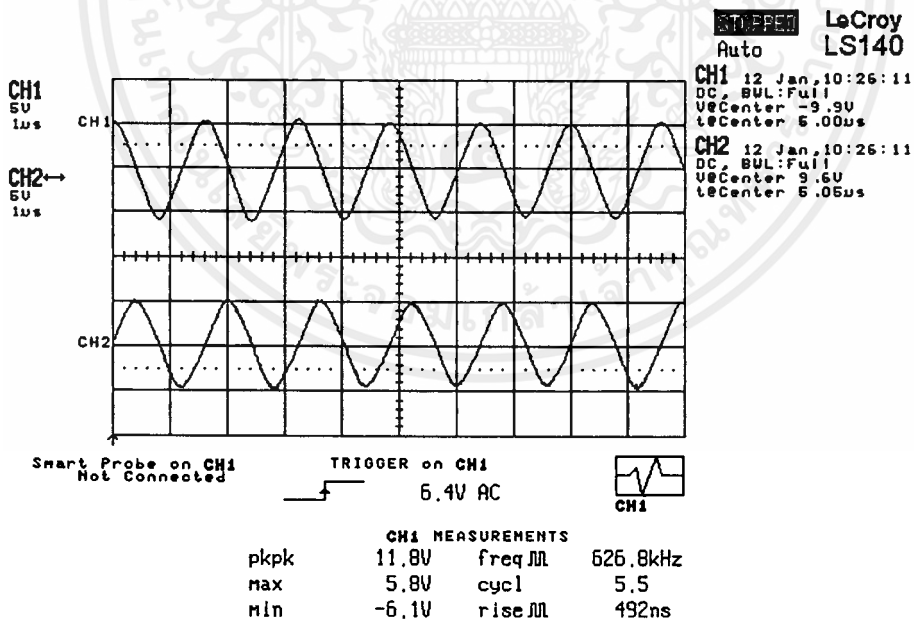 STOPPED LeCroy
Auto LS140
CH1
5V
1us
CH2↔
5V
1us
CH1
CH2
CH1 12 Jan,10:26:11
DC, BWL:Full
V@Center -9.9V
t@Center 5.00us
CH2 12 Jan,10:26:11
DC, BWL:Full
V@Center 9.6V
t@Center 5.05us
Smart Probe on CH1
Not Connected
TRIGGER on CH1
6.4V AC
CH1
CH1 MEASUREMENTS
pkpk 11.8V freq 626.8kHz
max 5.8V cycl 5.5
min -6.1V rise 492ns